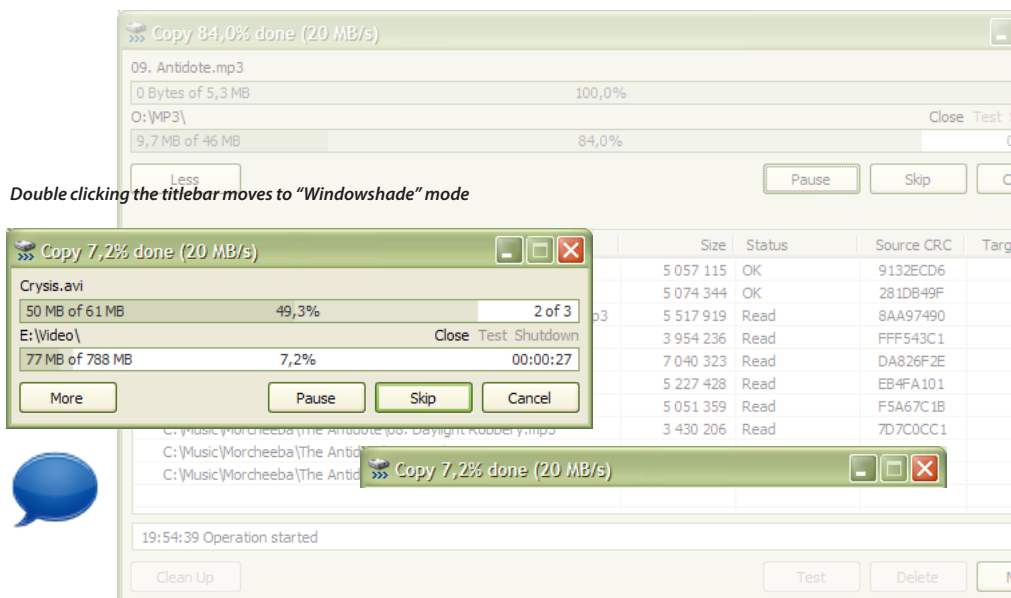 Copy 84,0% done (20 MB/s)
09. Antidote.mp3
0 Bytes of 5,3 MB 100,0%
O:\MP3\ Close Test
9,7 MB of 46 MB 84,0%
Less Pause Skip
Double clicking the titlebar moves to “Windowshade” mode
Size Status Source CRC Targ
5 057 115 OK 9132ECD6
5 074 344 OK 281DB49F
p3 5 517 919 Read 8AA97490
3 954 236 Read FFF543C1
7 040 323 Read DA826F2E
5 227 428 Read EB4FA101
5 051 359 Read F5A67C1B
C:\Music\Morcheeba\The Antidote\08. Daylight Robbery.mp3 3 430 206 Read 7D7C0CC1
C:\Music\Morcheeba\The Antid
C:\Music\Morcheeba\The Antid
Copy 7,2% done (20 MB/s)
Crysis.avi
50 MB of 61 MB 49,3% 2 of 3
E:\Video\ Close Test Shutdown
77 MB of 788 MB 7,2% 00:00:27
More Pause Skip Cancel
Copy 7,2% done (20 MB/s)
19:54:39 Operation started
Clean Up Test Delete